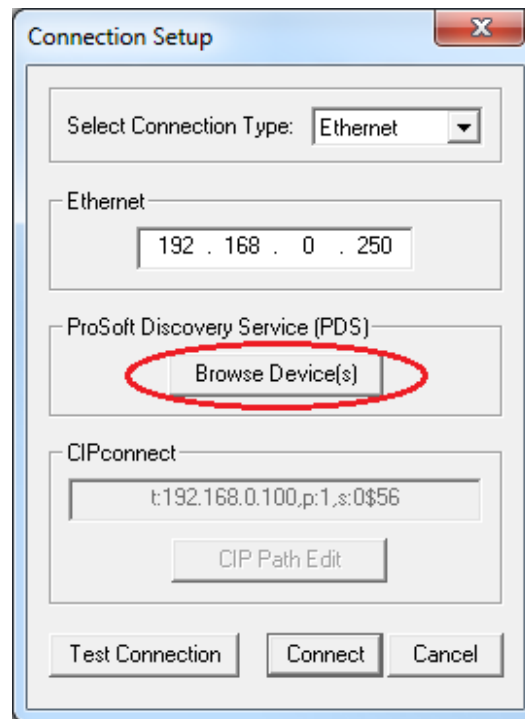 Connection Setup
Select Connection Type: Ethernet
Ethernet
192 . 168 . 0 . 250
ProSoft Discovery Service (PDS)
Browse Device(s)
CIPconnect
t:192.168.0.100,p:1,s:0$56
CIP Path Edit
Test Connection Connect Cancel